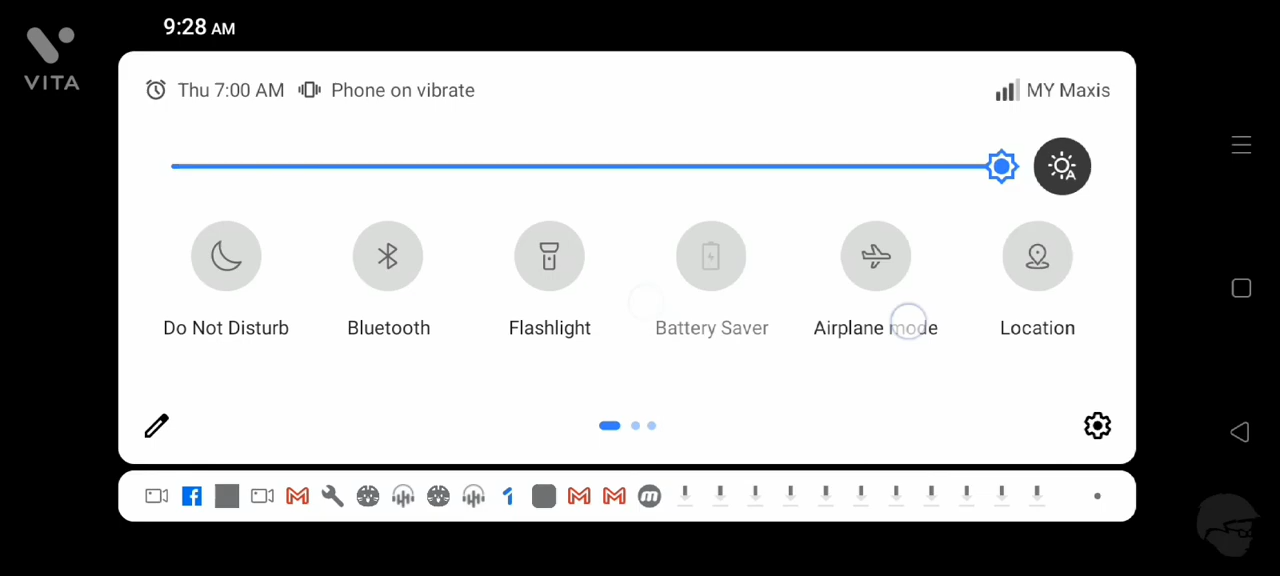 9:28 AM
VITA
Thu 7:00 AM Phone on vibrate MY Maxis
Do Not Disturb Bluetooth Flashlight Battery Saver Airplane mode Location